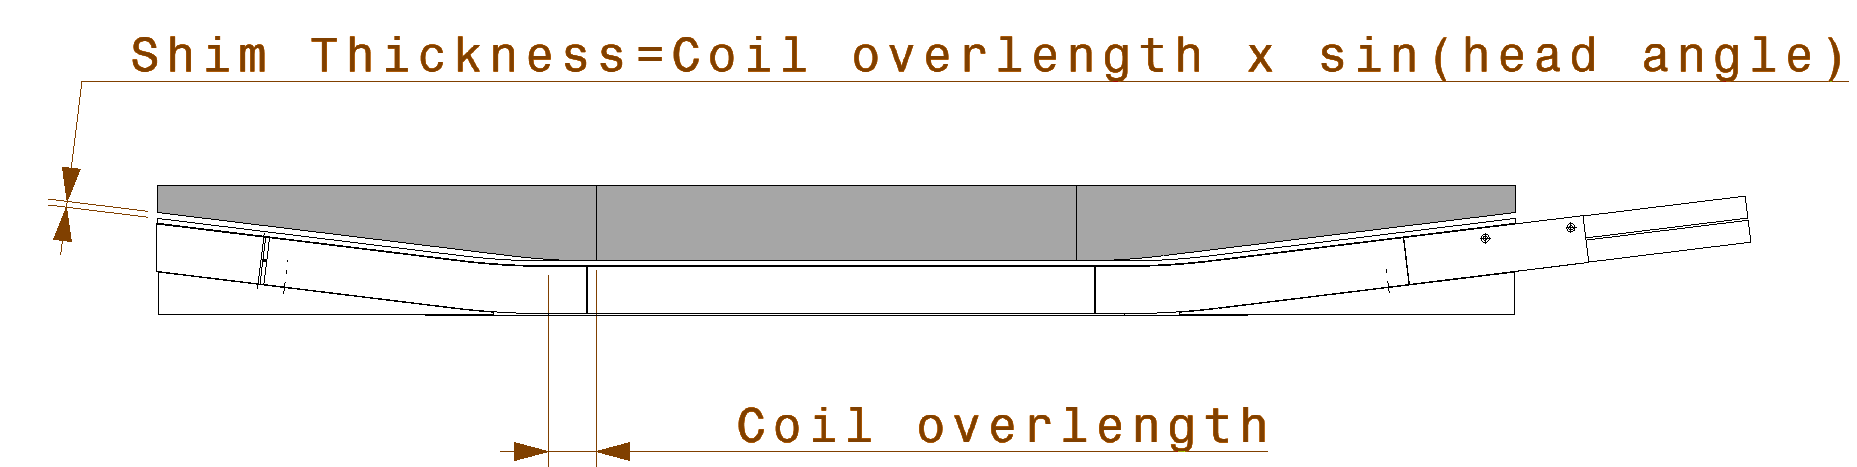 Shim Thickness=Coil overlength x sin(head angle)
Coil overlength